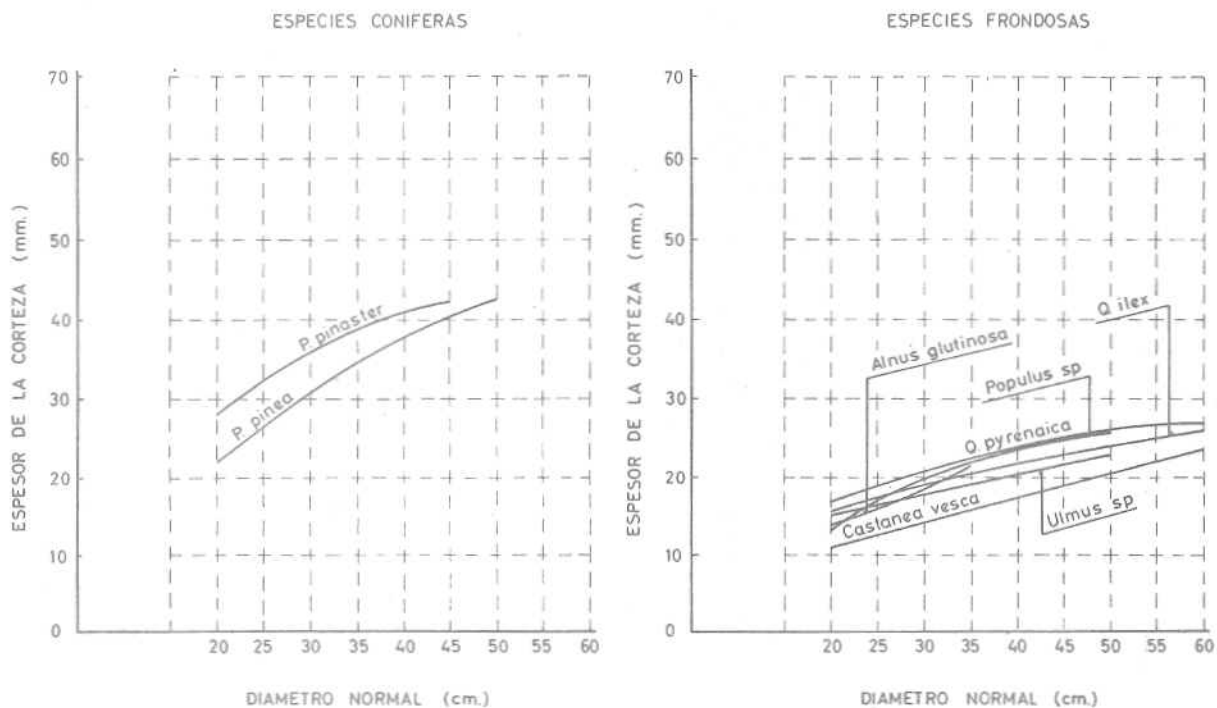 ESPECIES CONIFERAS
ESPESOR DE LA CORTEZA (mm.)
70
60
50
40
30
20
10
0
P. pinaster
P. pinea
20 25 30 35 40 45 50 55 60
DIAMETRO NORMAL (cm.)
ESPECIES FRONDOSAS
ESPESOR DE LA CORTEZA (mm.)
70
60
50
40
30
20
10
0
Q ilex
Alnus glutinosa
Populus sp
Q pyrenaica
Castanea vesca
Ulmus sp
20 25 30 35 40 45 50 55 60
DIAMETRO NORMAL (cm.)